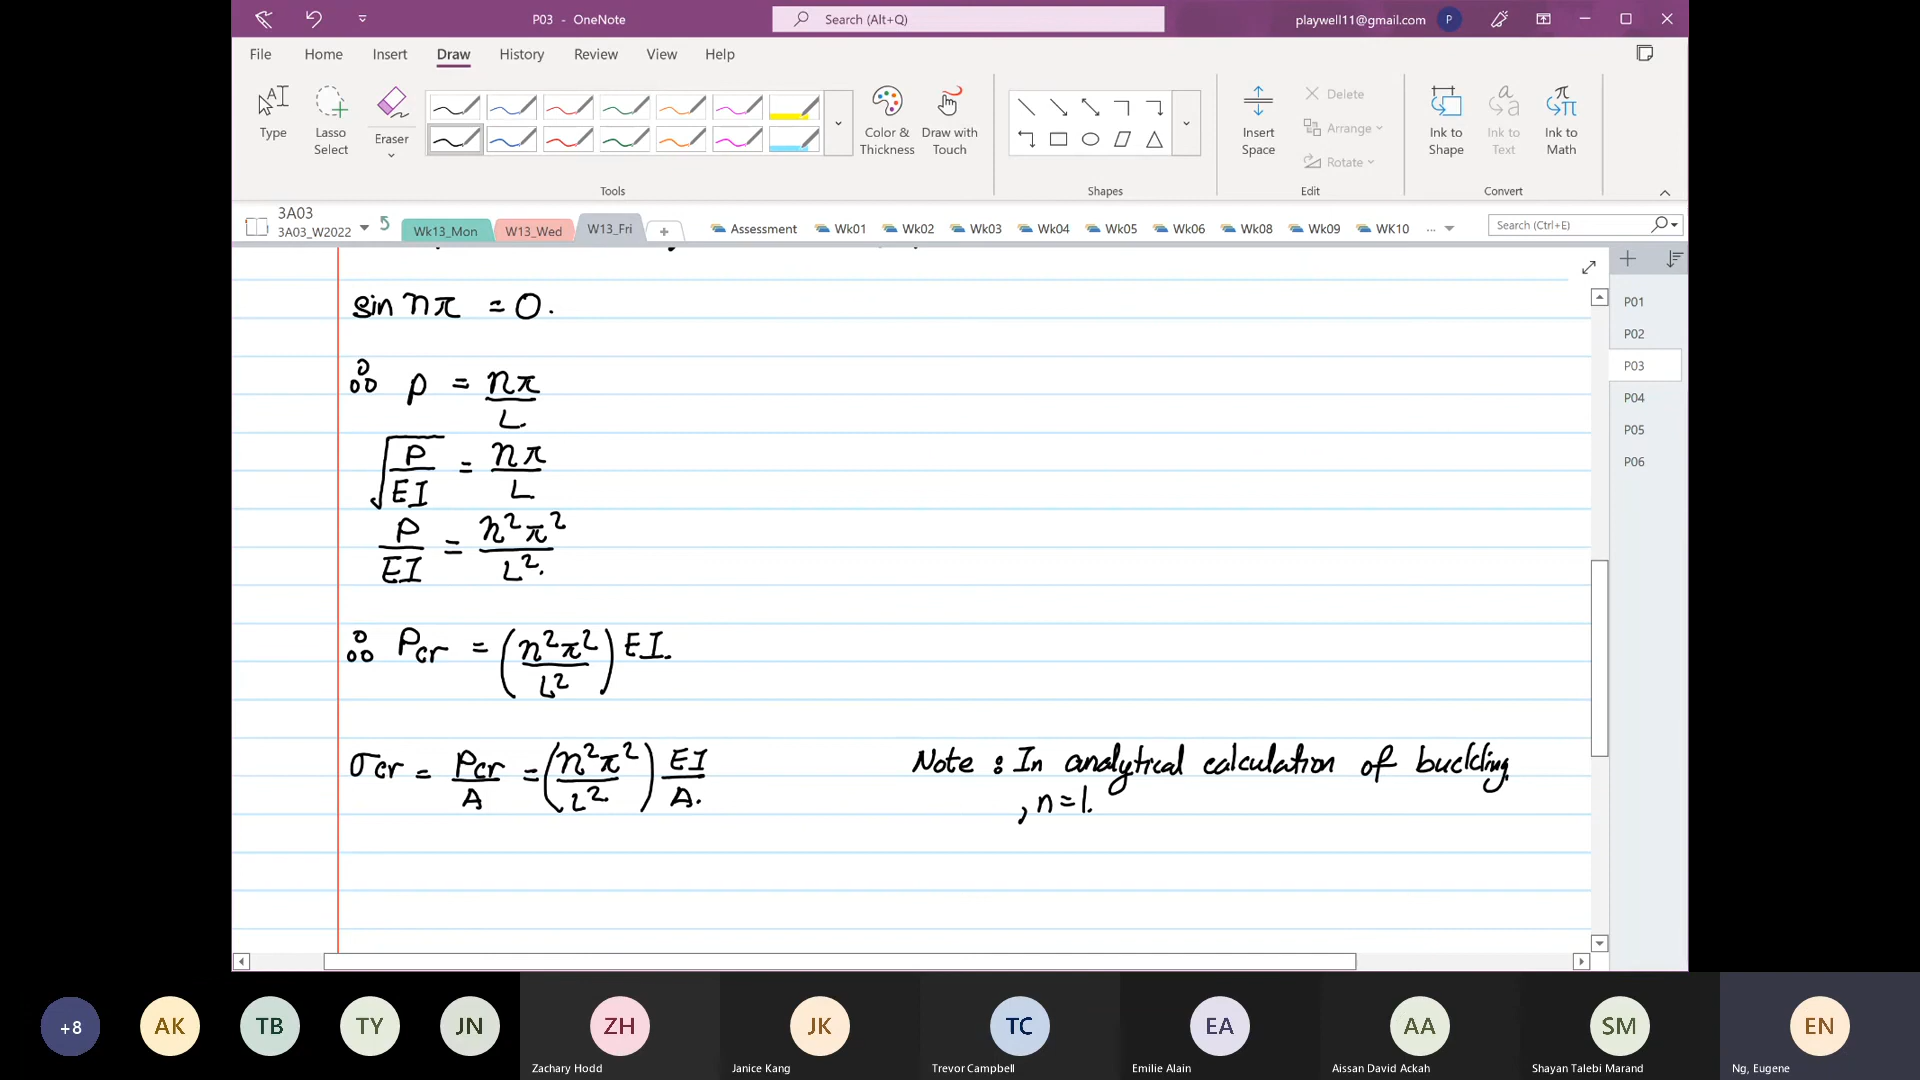 P03 - OneNote
Search (Alt+Q)
playwell11@gmail.com
P
File
Home
Insert
Draw
History
Review
View
Help
Type
Lasso Select
Eraser
Color & Thickness
Draw with Touch
Insert Space
Delete
Arrange
Rotate
Ink to Shape
Ink to Text
Ink to Math
Tools
Shapes
Edit
Convert
3A03
3A03_W2022
Wk13_Mon
W13_Wed
W13_Fri
+
Assessment
Wk01
Wk02
Wk03
Wk04
Wk05
Wk06
Wk08
Wk09
WK10
...
Search (Ctrl+E)
P01
P02
P03
P04
P05
P06
sin nπ = 0.
∴ p = nπ/L
√(P/EI) = nπ/L
P/EI = n²π²/L².
∴ Pcr = (n²π²/L²) EI.
σcr = Pcr/A = (n²π²/L²) EI/A.
Note : In analytical calculation of buckling
, n = 1.
+8
AK
TB
TY
JN
ZH
Zachary Hodd
JK
Janice Kang
TC
Trevor Campbell
EA
Emilie Alain
AA
Aissan David Ackah
SM
Shayan Talebi Marand
EN
Ng, Eugene